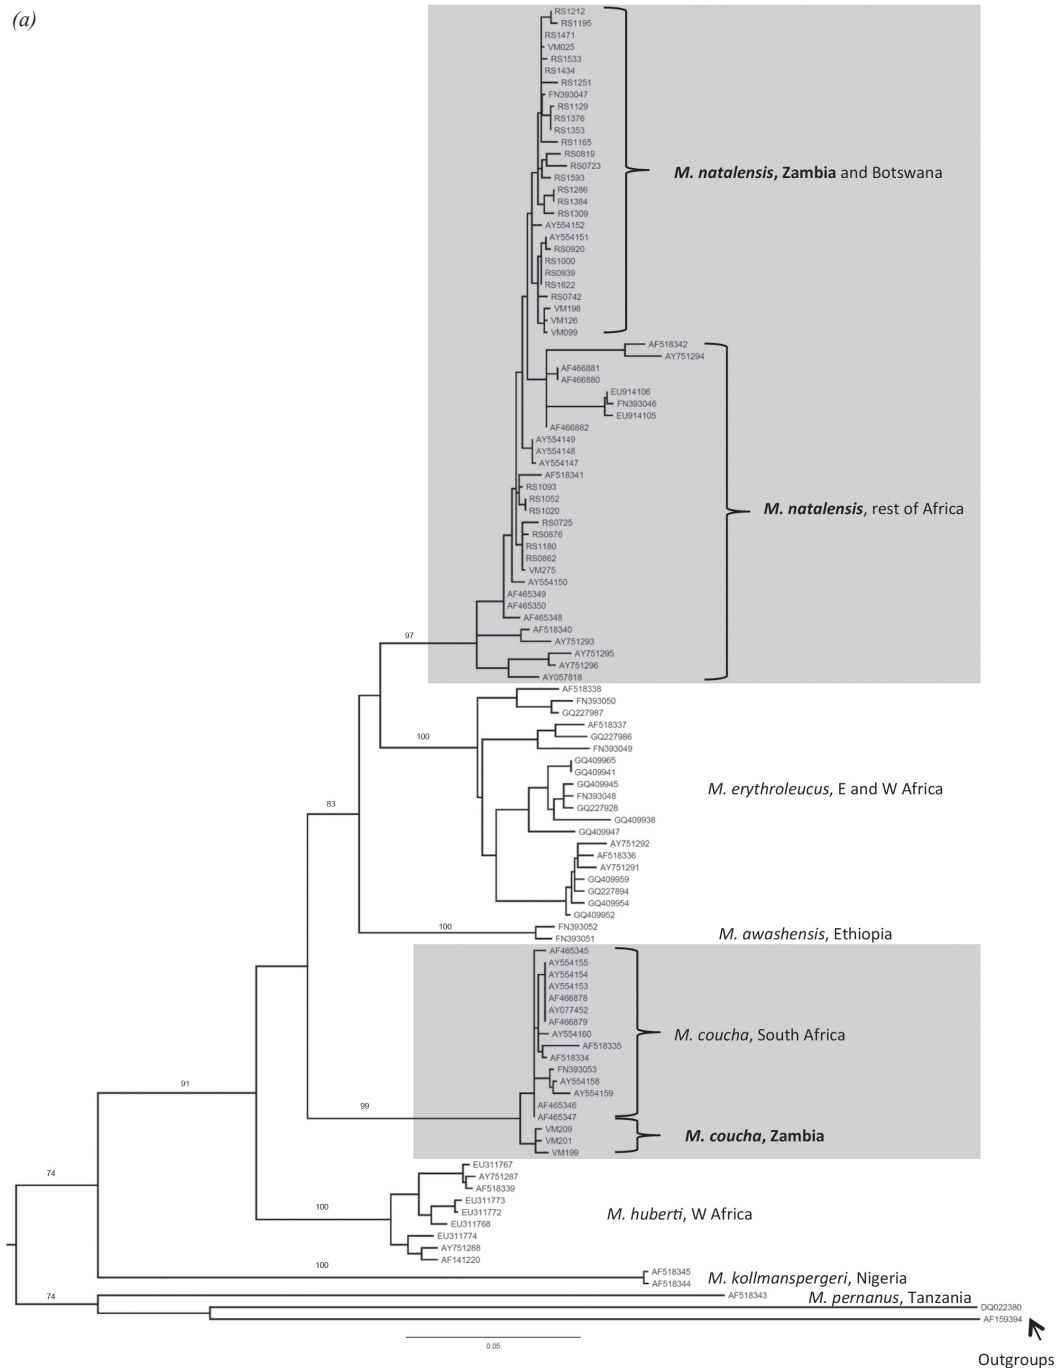 (a)
RS1212
RS1195
RS1471
VM025
RS1533
RS1434
RS1251
FN393047
RS1129
RS1376
RS1353
RS1165
RS0819
RS0723
RS1593
RS1286
RS1384
RS1309
AY554152
AY554151
RS0920
RS1000
RS0939
RS1622
RS0742
VM198
VM126
VM099
M. natalensis, Zambia and Botswana
AF518342
AY751294
AF466881
AF466880
EU914106
FN393046
EU914105
AF466882
AY554149
AY554148
AY554147
AF518341
RS1093
RS1052
RS1020
RS0725
RS0876
RS1180
RS0862
VM275
AY554150
AF465349
AF465350
AF465348
AF518340
AY751293
AY751295
AY751296
AY057818
M. natalensis, rest of Africa
97
AF518338
FN393050
GQ227987
AF518337
GQ227986
FN393049
GQ409965
GQ409941
GQ409945
FN393048
GQ227928
GQ409938
GQ409947
AY751292
AF518336
AY751291
GQ409959
GQ227894
GQ409954
GQ409952
100
M. erythroleucus, E and W Africa
83
FN393052
FN393051
100
M. awashensis, Ethiopia
AF465345
AY554155
AY554154
AY554153
AF466878
AY077452
AF466879
AY554160
AF518335
AF518334
FN393053
AY554158
AY554159
AF465346
AF465347
M. coucha, South Africa
91
99
VM209
VM201
VM199
M. coucha, Zambia
74
EU311767
AY751287
AF518339
EU311773
EU311772
EU311768
EU311774
AY751288
AF141220
100
M. huberti, W Africa
100
AF518345
AF518344
M. kollmanspergeri, Nigeria
74
AF518343
M. pernanus, Tanzania
DQ022380
AF159394
0.05
Outgroups